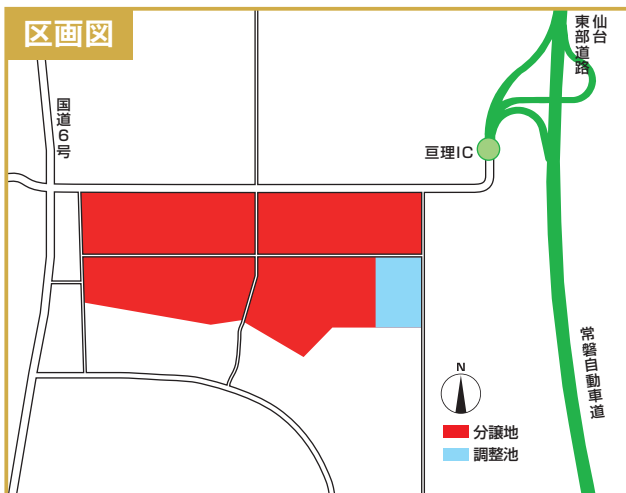 区画図
仙台
東部道路
国道6号
亘理IC
常磐自動車道
N
分譲地
調整池